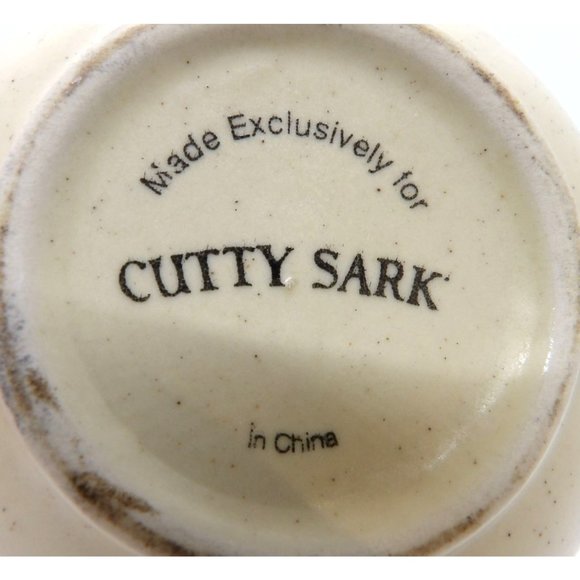 Made Exclusively for
CUTTY SARK
In China